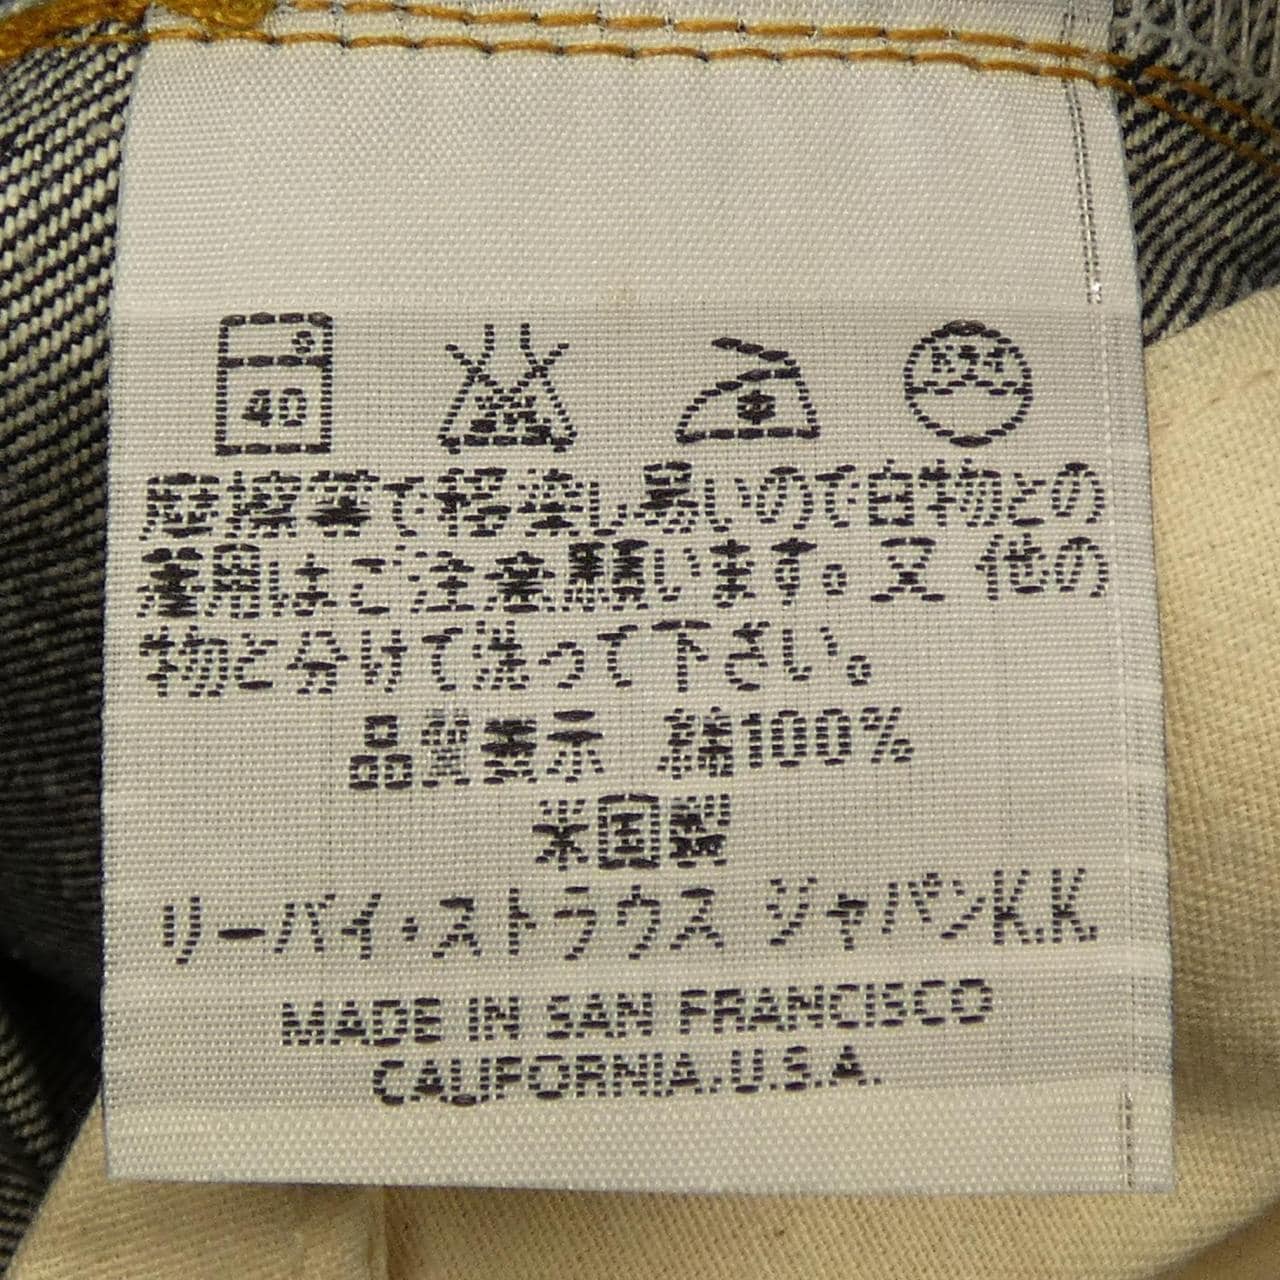 40
摩擦等で移染し易いので白物との
着用はご注意願います。又 他の
物と分けて洗って下さい。
品質表示 綿100%
米国製
リーバイ・ストラウス ジャパンK.K.
MADE IN SAN FRANCISCO
CALIFORNIA,U.S.A.